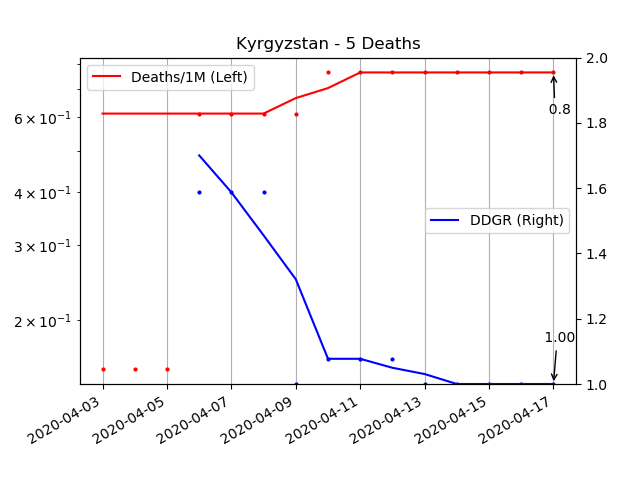 Kyrgyzstan - 5 Deaths
Deaths/1M (Left)
DDGR (Right)
0.8
1.00
6 × 10⁻¹
4 × 10⁻¹
3 × 10⁻¹
2 × 10⁻¹
2.0
1.8
1.6
1.4
1.2
1.0
2020-04-03
2020-04-05
2020-04-07
2020-04-09
2020-04-11
2020-04-13
2020-04-15
2020-04-17